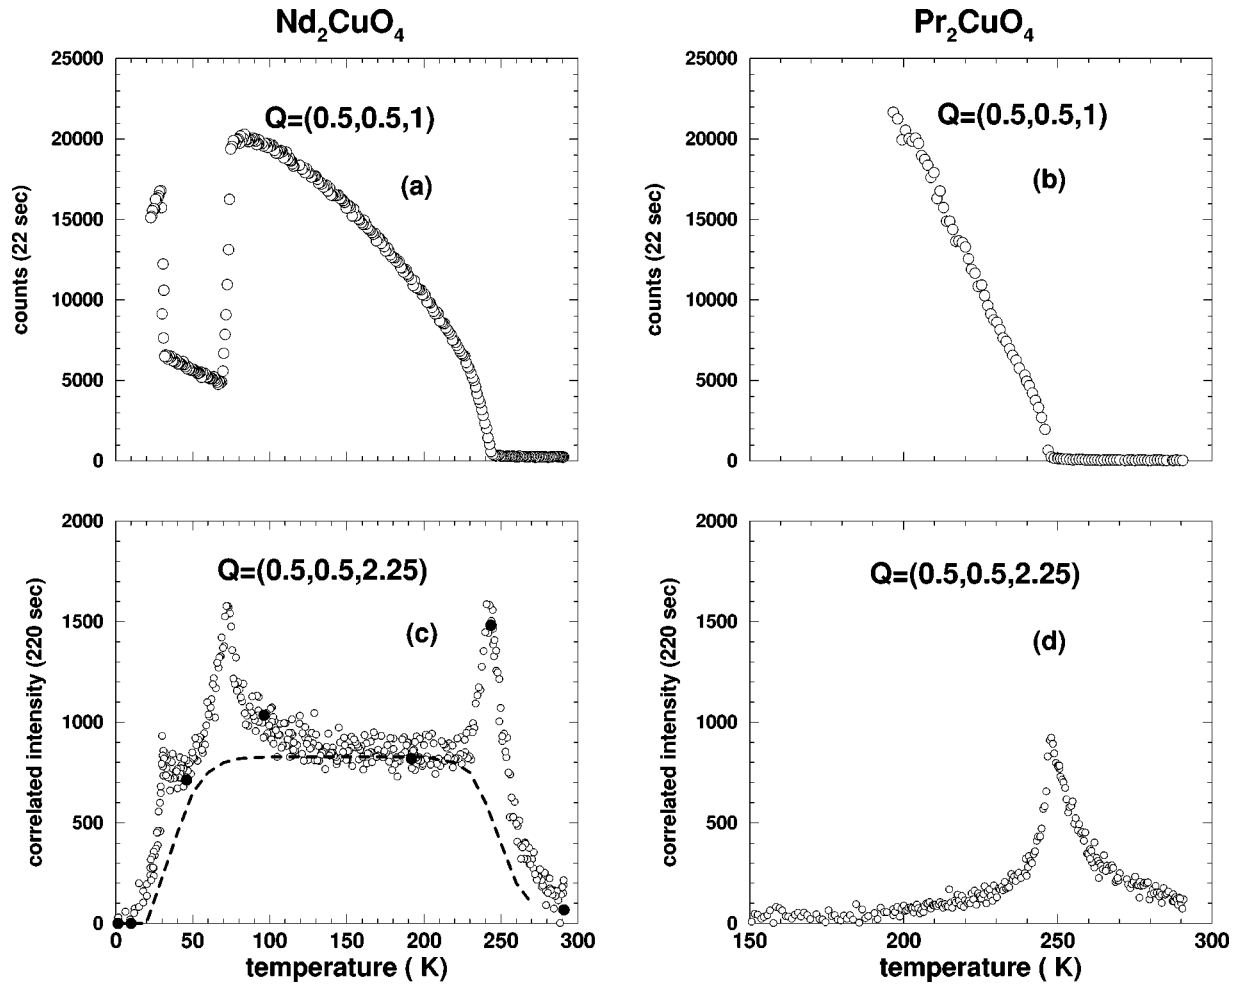 Nd₂CuO₄
Pr₂CuO₄
25000
20000
15000
10000
5000
0
counts (22 sec)
Q=(0.5,0.5,1)
(a)
25000
20000
15000
10000
5000
0
counts (22 sec)
Q=(0.5,0.5,1)
(b)
2000
1500
1000
500
0
correlated intensity (220 sec)
Q=(0.5,0.5,2.25)
(c)
0
50
100
150
200
250
300
temperature ( K)
2000
1500
1000
500
0
correlated intensity (220 sec)
Q=(0.5,0.5,2.25)
(d)
150
200
250
300
temperature ( K)